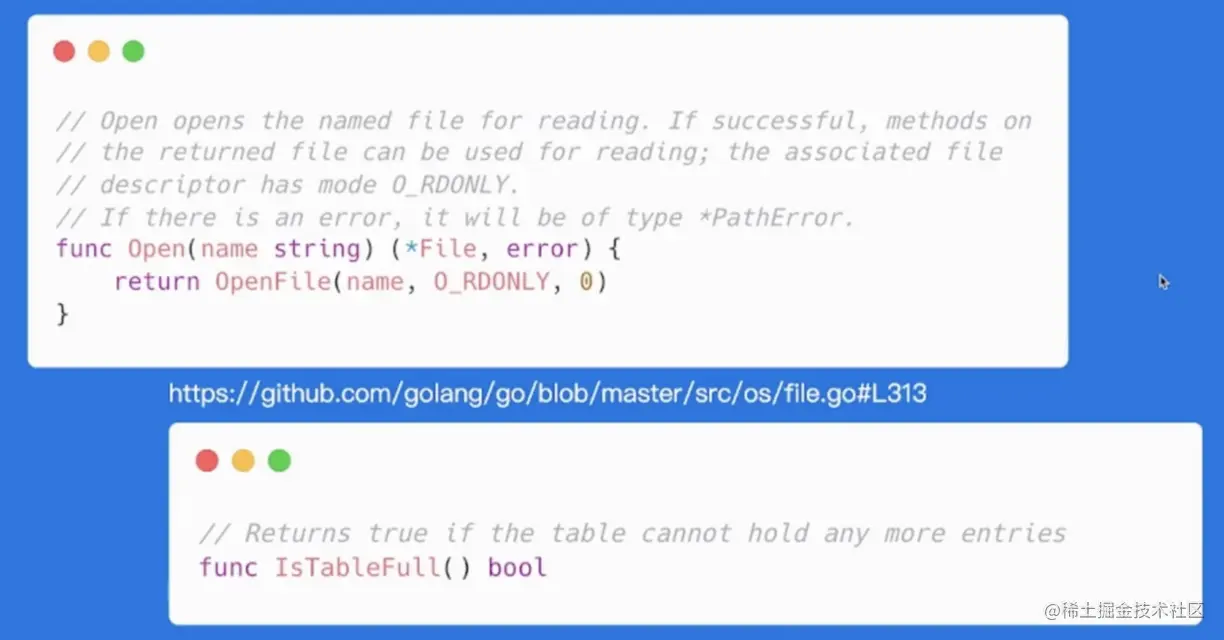 // Open opens the named file for reading. If successful, methods on
// the returned file can be used for reading; the associated file
// descriptor has mode O_RDONLY.
// If there is an error, it will be of type *PathError.
func Open(name string) (*File, error) {
    return OpenFile(name, O_RDONLY, 0)
}
https://github.com/golang/go/blob/master/src/os/file.go#L313
// Returns true if the table cannot hold any more entries
func IsTableFull() bool
@稀土掘金技术社区